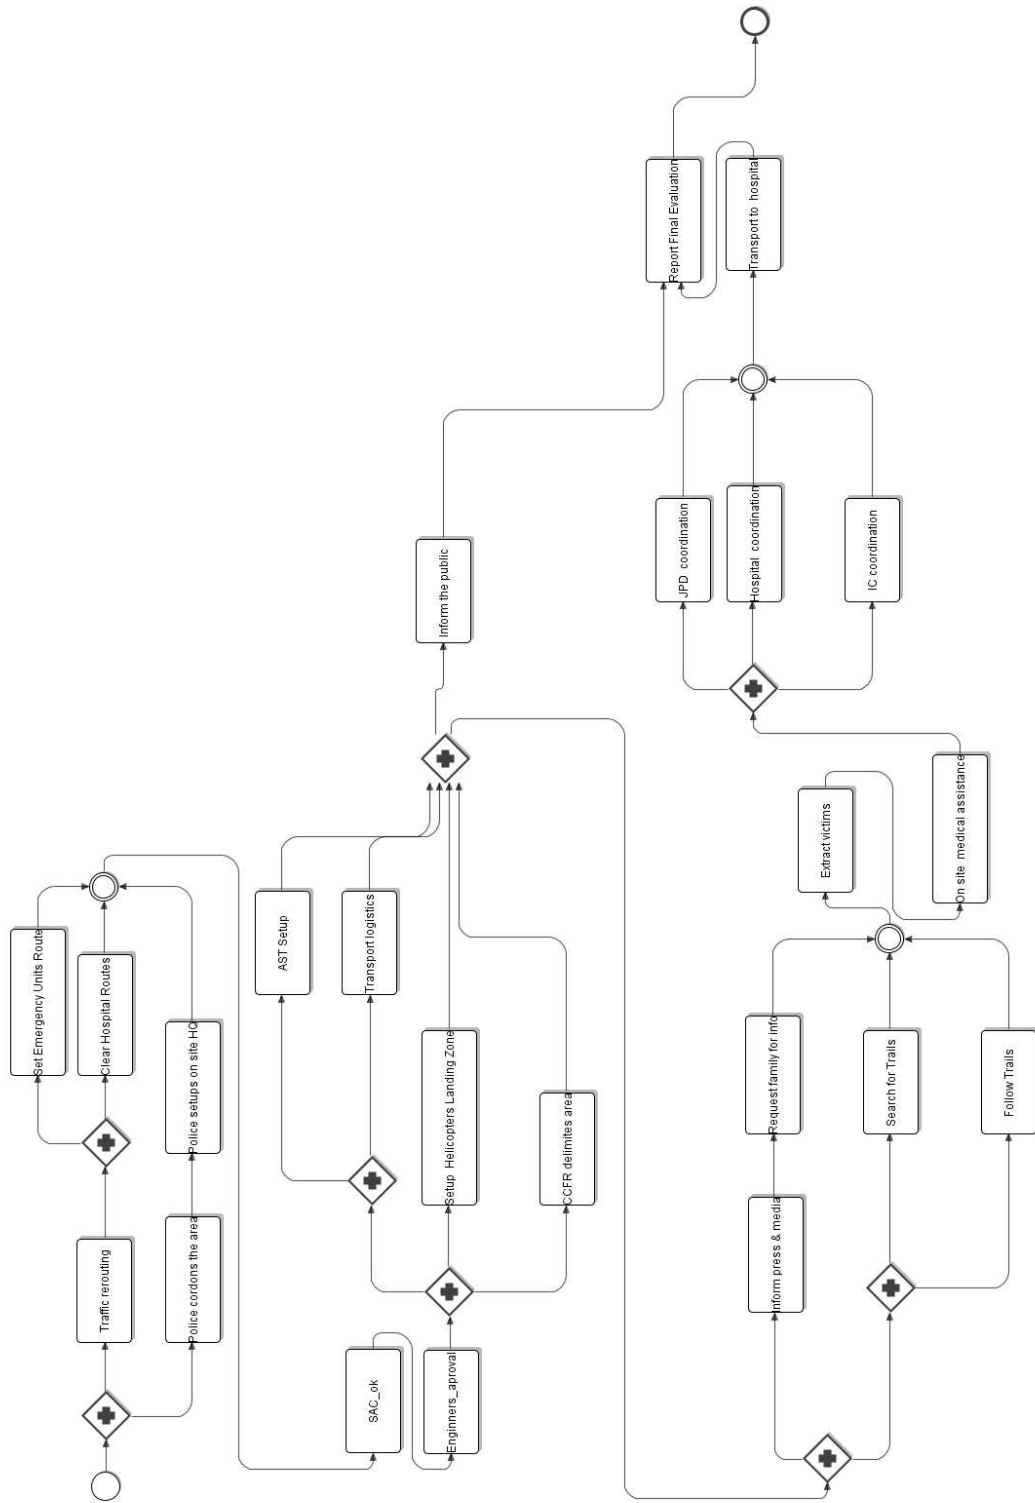 Traffic rerouting
Police cordons the area
Set Emergency Units Route
Clear Hospital Routes
Police setups on site HQ
SAC_ok
Enginners_aproval
AST Setup
Transport logistics
Setup Helicopters Landing Zone
CCFR delimites area
Inform the public
Inform press & media
Request family for info
Search for Trails
Follow Trails
Extract victims
On site medical assistance
JPD coordination
Hospital coordination
IC coordination
Transport to hospital
Report Final Evaluation